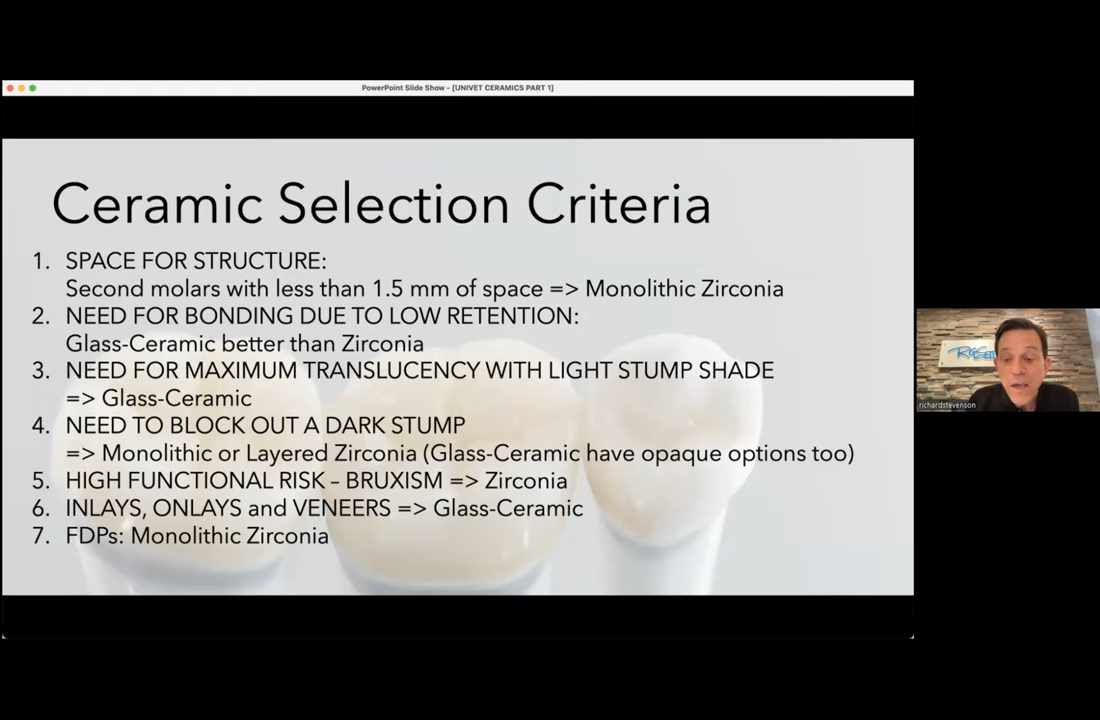 PowerPoint Slide Show - [UNIVET CERAMICS PART 1]
Ceramic Selection Criteria
1. SPACE FOR STRUCTURE:
Second molars with less than 1.5 mm of space => Monolithic Zirconia
2. NEED FOR BONDING DUE TO LOW RETENTION:
Glass-Ceramic better than Zirconia
3. NEED FOR MAXIMUM TRANSLUCENCY WITH LIGHT STUMP SHADE
=> Glass-Ceramic
4. NEED TO BLOCK OUT A DARK STUMP
=> Monolithic or Layered Zirconia (Glass-Ceramic have opaque options too)
5. HIGH FUNCTIONAL RISK – BRUXISM => Zirconia
6. INLAYS, ONLAYS and VENEERS => Glass-Ceramic
7. FDPs: Monolithic Zirconia
richardstevenson